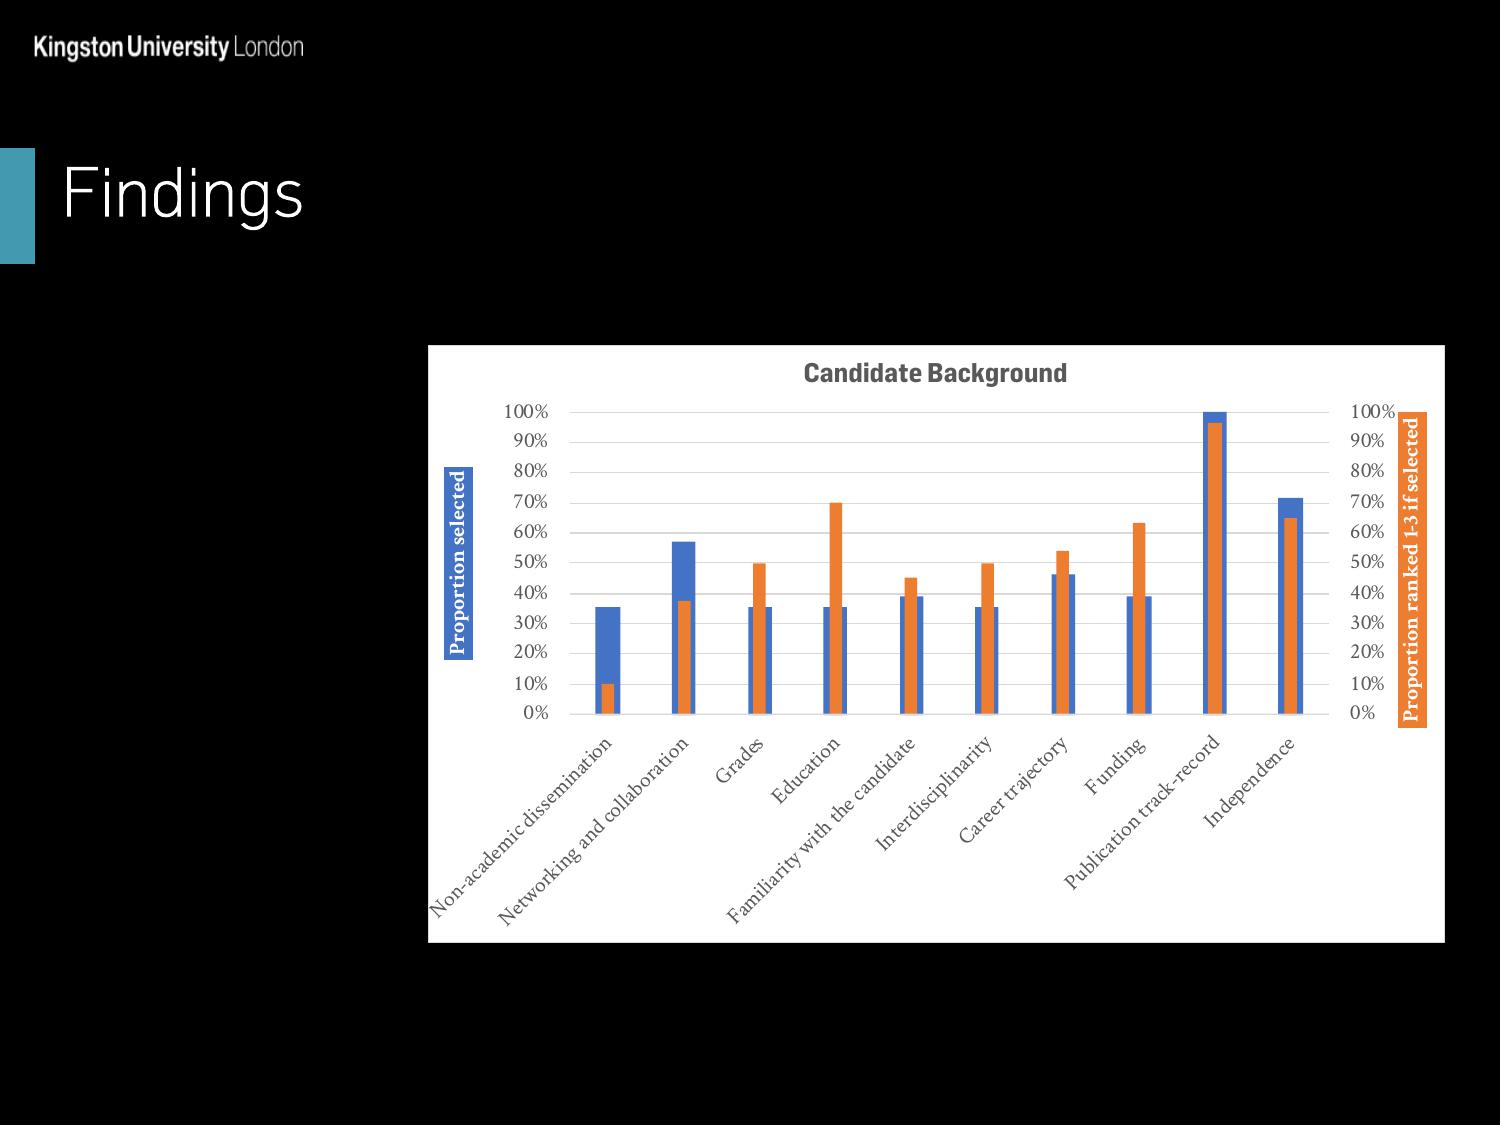 Kingston University London
Findings
Candidate Background
Proportion selected
100%
90%
80%
70%
60%
50%
40%
30%
20%
10%
0%
100%
90%
80%
70%
60%
50%
40%
30%
20%
10%
0%
Proportion ranked 1-3 if selected
Non-academic dissemination
Networking and collaboration
Grades
Education
Familiarity with the candidate
Interdisciplinarity
Career trajectory
Funding
Publication track-record
Independence